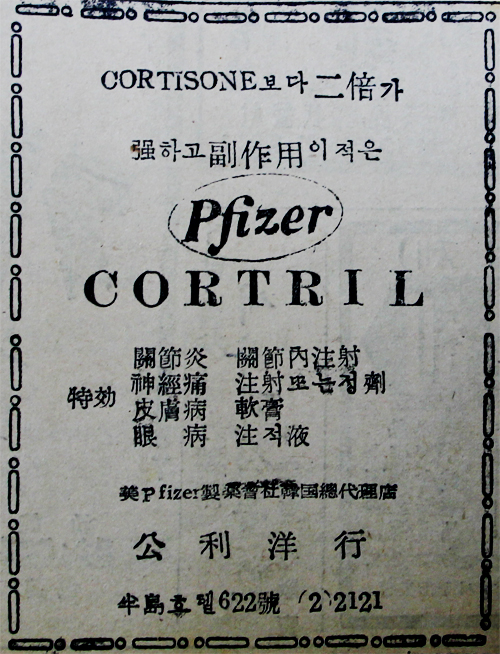 CORTISONE보다 二倍가
强하고 副作用이 적은
Pfizer
CORTRIL
特効
關節炎 關節內注射
神經痛 注射또는정劑
皮膚病 軟膏
眼病 注적液
美Pfizer製薬會社韓国總代理店
公利洋行
半島호텔622號 (2)2121